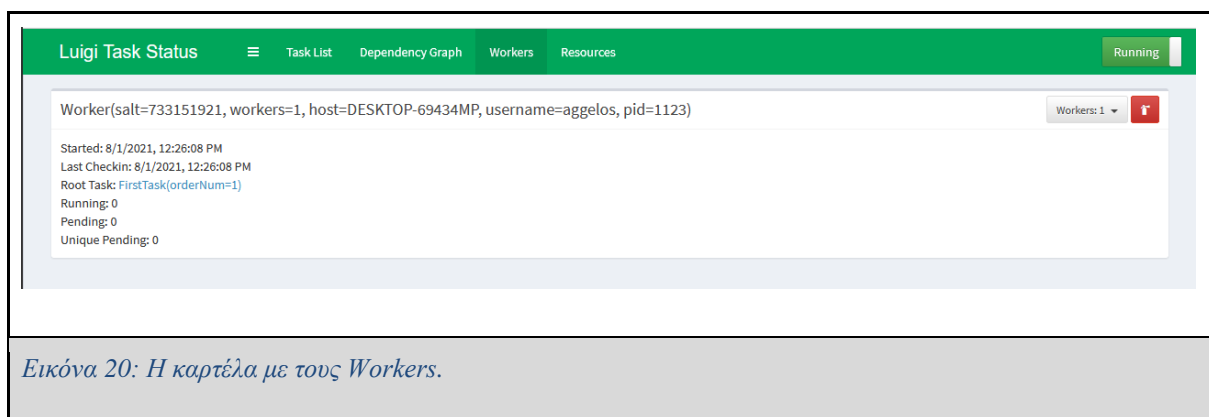 Luigi Task Status Task List Dependency Graph Workers Resources Running
Worker(salt=733151921, workers=1, host=DESKTOP-69434MP, username=aggelos, pid=1123) Workers: 1
Started: 8/1/2021, 12:26:08 PM
Last Checkin: 8/1/2021, 12:26:08 PM
Root Task: FirstTask(orderNum=1)
Running: 0
Pending: 0
Unique Pending: 0
Εικόνα 20: Η καρτέλα με τους Workers.